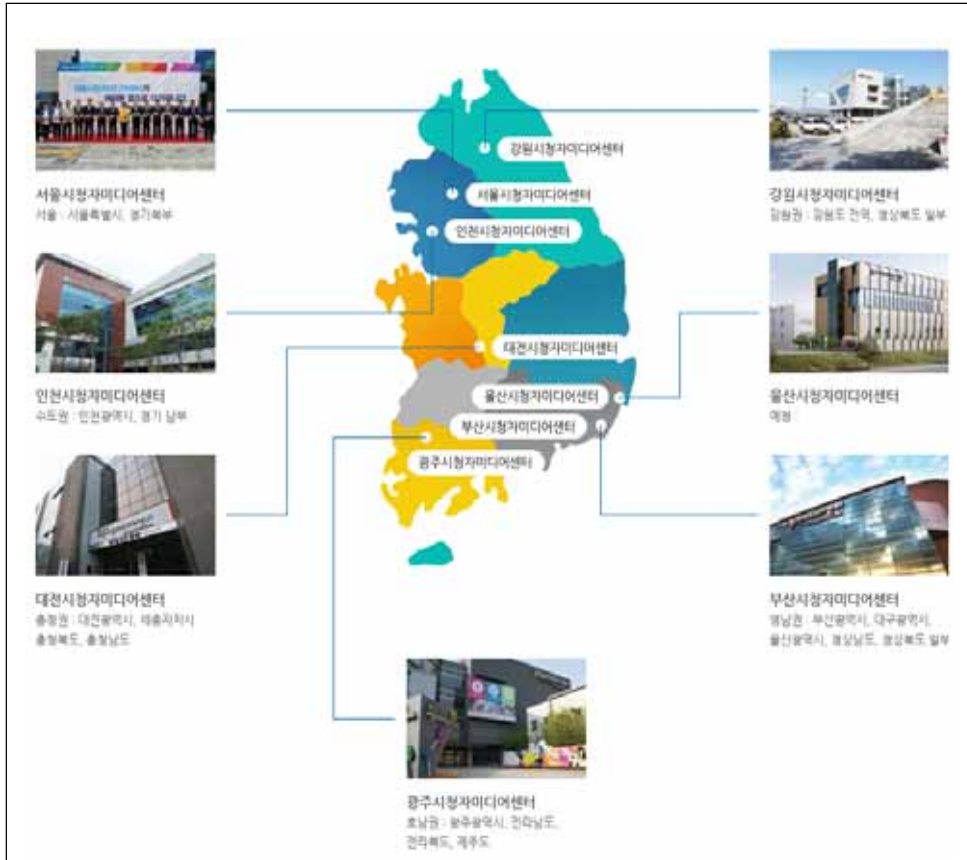 강원시청자미디어센터
서울시청자미디어센터
인천시청자미디어센터
대전시청자미디어센터
울산시청자미디어센터
부산시청자미디어센터
광주시청자미디어센터
서울시청자미디어센터
서울 : 서울특별시, 경기북부
인천시청자미디어센터
수도권 : 인천광역시, 경기 남부
대전시청자미디어센터
충청권 : 대전광역시, 세종자치시
충청북도, 충청남도
강원시청자미디어센터
강원권 : 강원도 전역, 경상북도 일부
울산시청자미디어센터
예정
부산시청자미디어센터
영남권 : 부산광역시, 대구광역시,
울산광역시, 경상남도, 경상북도 일부
광주시청자미디어센터
호남권 : 광주광역시, 전라남도,
전라북도, 제주도